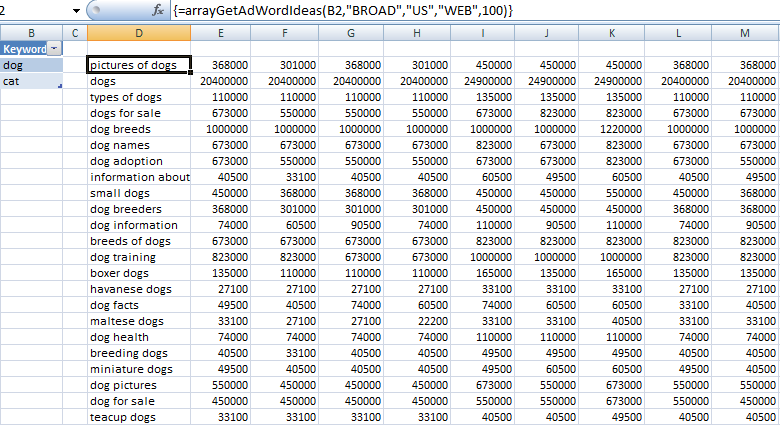 2 fx {=arrayGetAdWordIdeas(B2,"BROAD","US","WEB",100)}
B C D E F G H I J K L M
Keyword
dog pictures of dogs 368000 301000 368000 301000 450000 450000 450000 368000 368000
cat dogs 20400000 20400000 20400000 20400000 24900000 24900000 24900000 20400000 20400000
types of dogs 110000 110000 110000 110000 135000 135000 135000 110000 110000
dogs for sale 673000 550000 550000 550000 673000 823000 823000 673000 673000
dog breeds 1000000 1000000 1000000 1000000 1000000 1000000 1220000 1000000 1000000
dog names 673000 673000 673000 673000 823000 673000 823000 673000 673000
dog adoption 673000 550000 550000 550000 673000 673000 823000 673000 550000
information about 40500 33100 40500 40500 60500 49500 60500 40500 49500
small dogs 450000 368000 368000 368000 450000 450000 550000 450000 368000
dog breeders 368000 301000 301000 301000 450000 450000 450000 368000 368000
dog information 74000 60500 90500 74000 110000 90500 110000 74000 90500
breeds of dogs 673000 673000 673000 673000 823000 823000 823000 823000 823000
dog training 823000 823000 673000 673000 1000000 1000000 1000000 823000 823000
boxer dogs 135000 110000 110000 110000 165000 135000 165000 135000 135000
havanese dogs 27100 27100 27100 27100 33100 33100 33100 27100 27100
dog facts 49500 40500 74000 60500 74000 60500 60500 33100 40500
maltese dogs 33100 27100 27100 22200 33100 33100 40500 33100 33100
dog health 74000 74000 74000 74000 110000 110000 110000 74000 74000
breeding dogs 40500 33100 40500 40500 49500 49500 49500 40500 40500
miniature dogs 49500 40500 40500 40500 49500 60500 60500 49500 40500
dog pictures 550000 450000 450000 450000 673000 550000 673000 550000 550000
dog for sale 450000 450000 450000 450000 550000 550000 673000 550000 450000
teacup dogs 33100 33100 33100 33100 40500 40500 49500 40500 40500